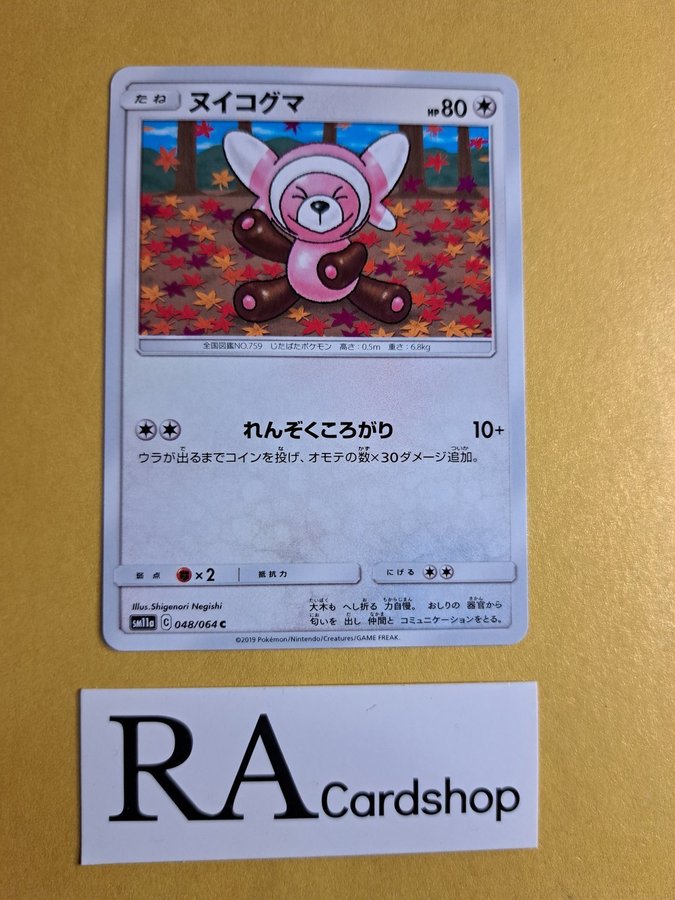 たね ヌイコグマ HP 80
全国図鑑NO.759 じたばたポケモン 高さ:0.5m 重さ:6.8kg
れんぞくころがり 10+
ウラが出るまでコインを投げ、オモテの数×30ダメージ追加。
弱点 ×2 抵抗力 にげる
Illus.Shigenori Negishi
大木も へし折る 力自慢。 おしりの 器官から
匂いを 出し 仲間と コミュニケーションをとる。
SM11a C 048/064 C
©2019 Pokémon/Nintendo/Creatures/GAME FREAK.
RA Cardshop